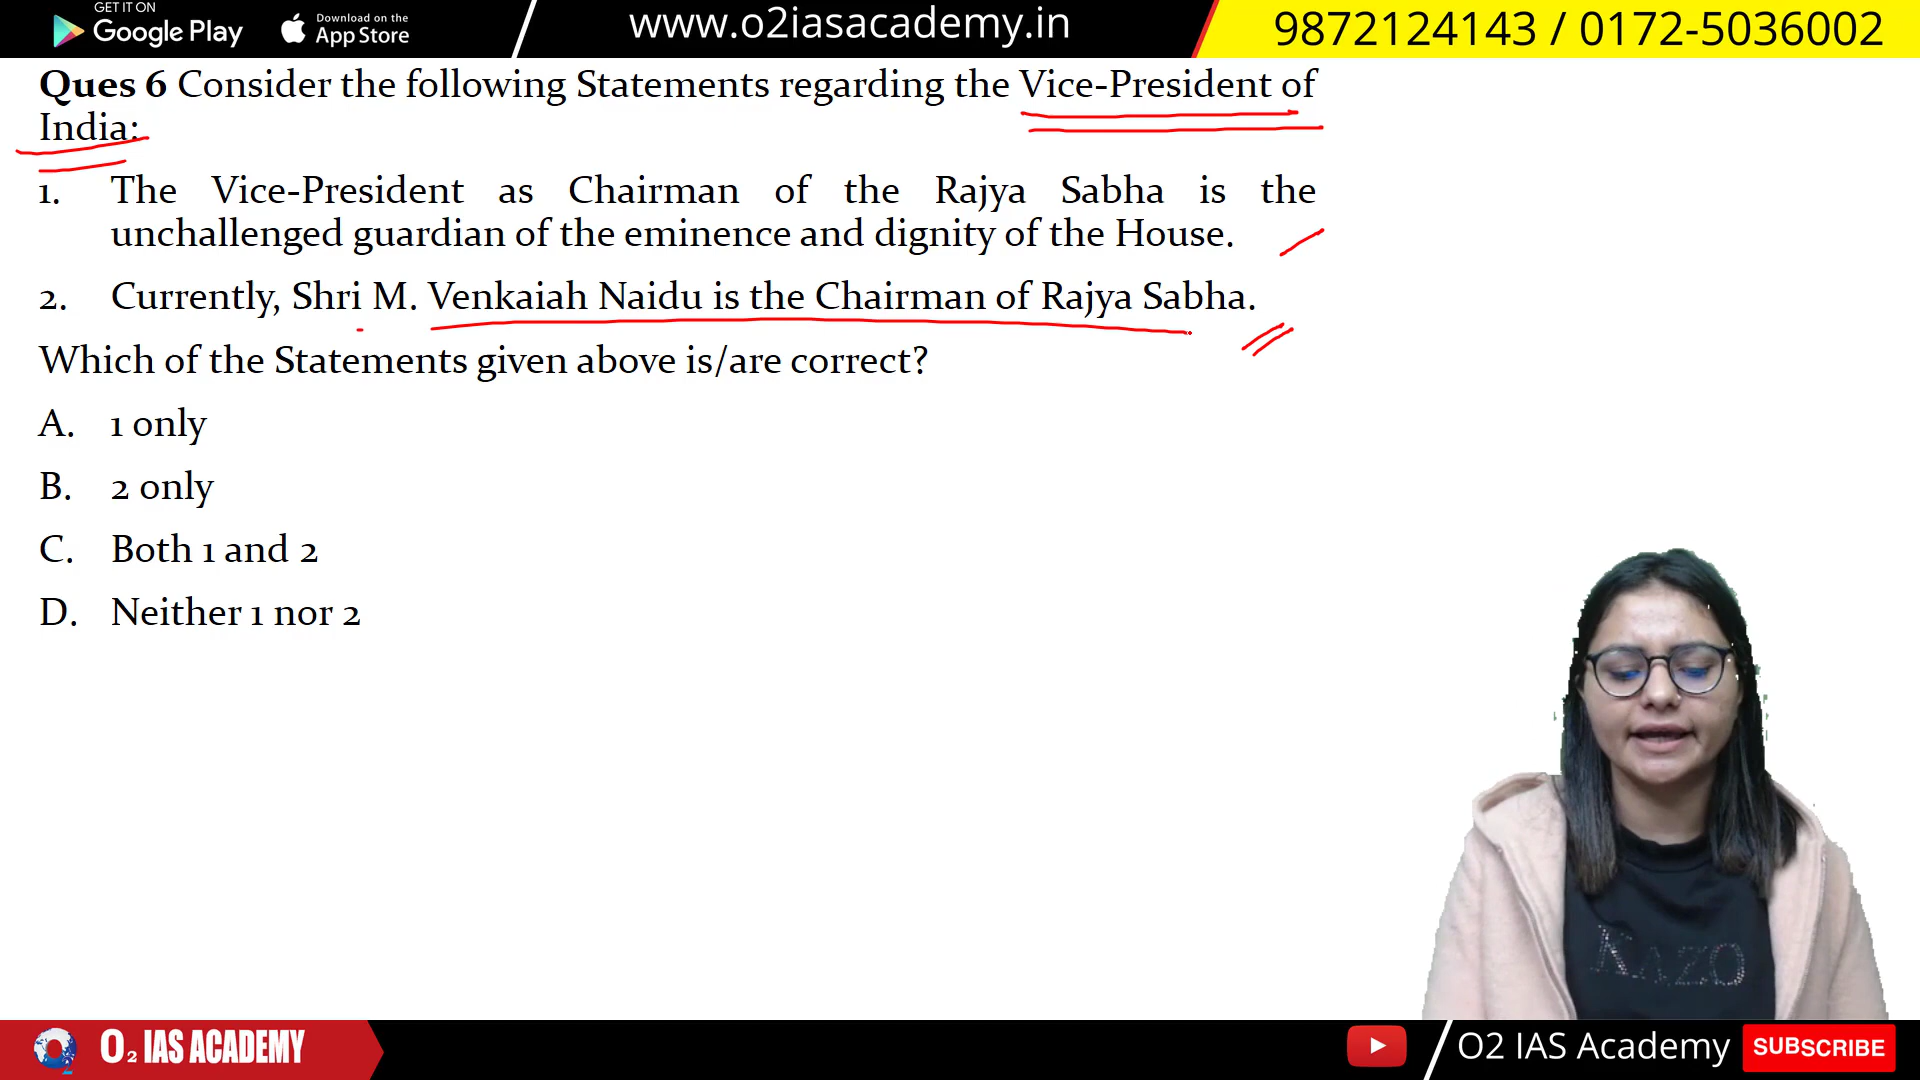 GET IT ON
Google Play
Download on the
App Store
www.o2iasacademy.in
9872124143 / 0172-5036002
Ques 6 Consider the following Statements regarding the Vice-President of
India:
1. The Vice-President as Chairman of the Rajya Sabha is the
unchallenged guardian of the eminence and dignity of the House.
2. Currently, Shri M. Venkaiah Naidu is the Chairman of Rajya Sabha.
Which of the Statements given above is/are correct?
A. 1 only
B. 2 only
C. Both 1 and 2
D. Neither 1 nor 2
KAZO
O2 IAS ACADEMY
O2 IAS Academy
SUBSCRIBE